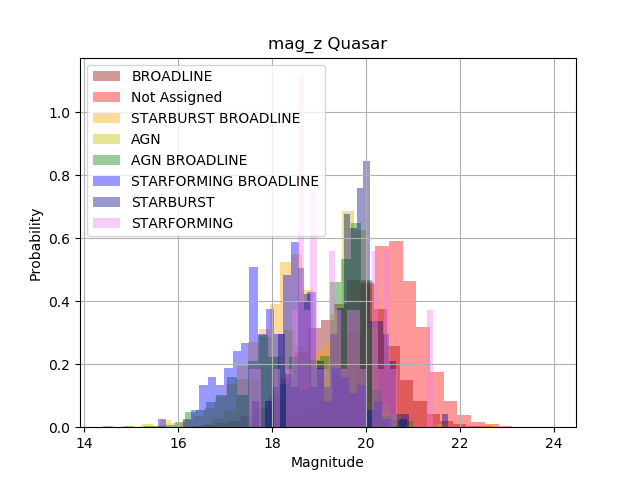 mag_z Quasar
BROADLINE
Not Assigned
STARBURST BROADLINE
AGN
AGN BROADLINE
STARFORMING BROADLINE
STARBURST
STARFORMING
Probability
1.0
0.8
0.6
0.4
0.2
0.0
14 16 18 20 22 24
Magnitude